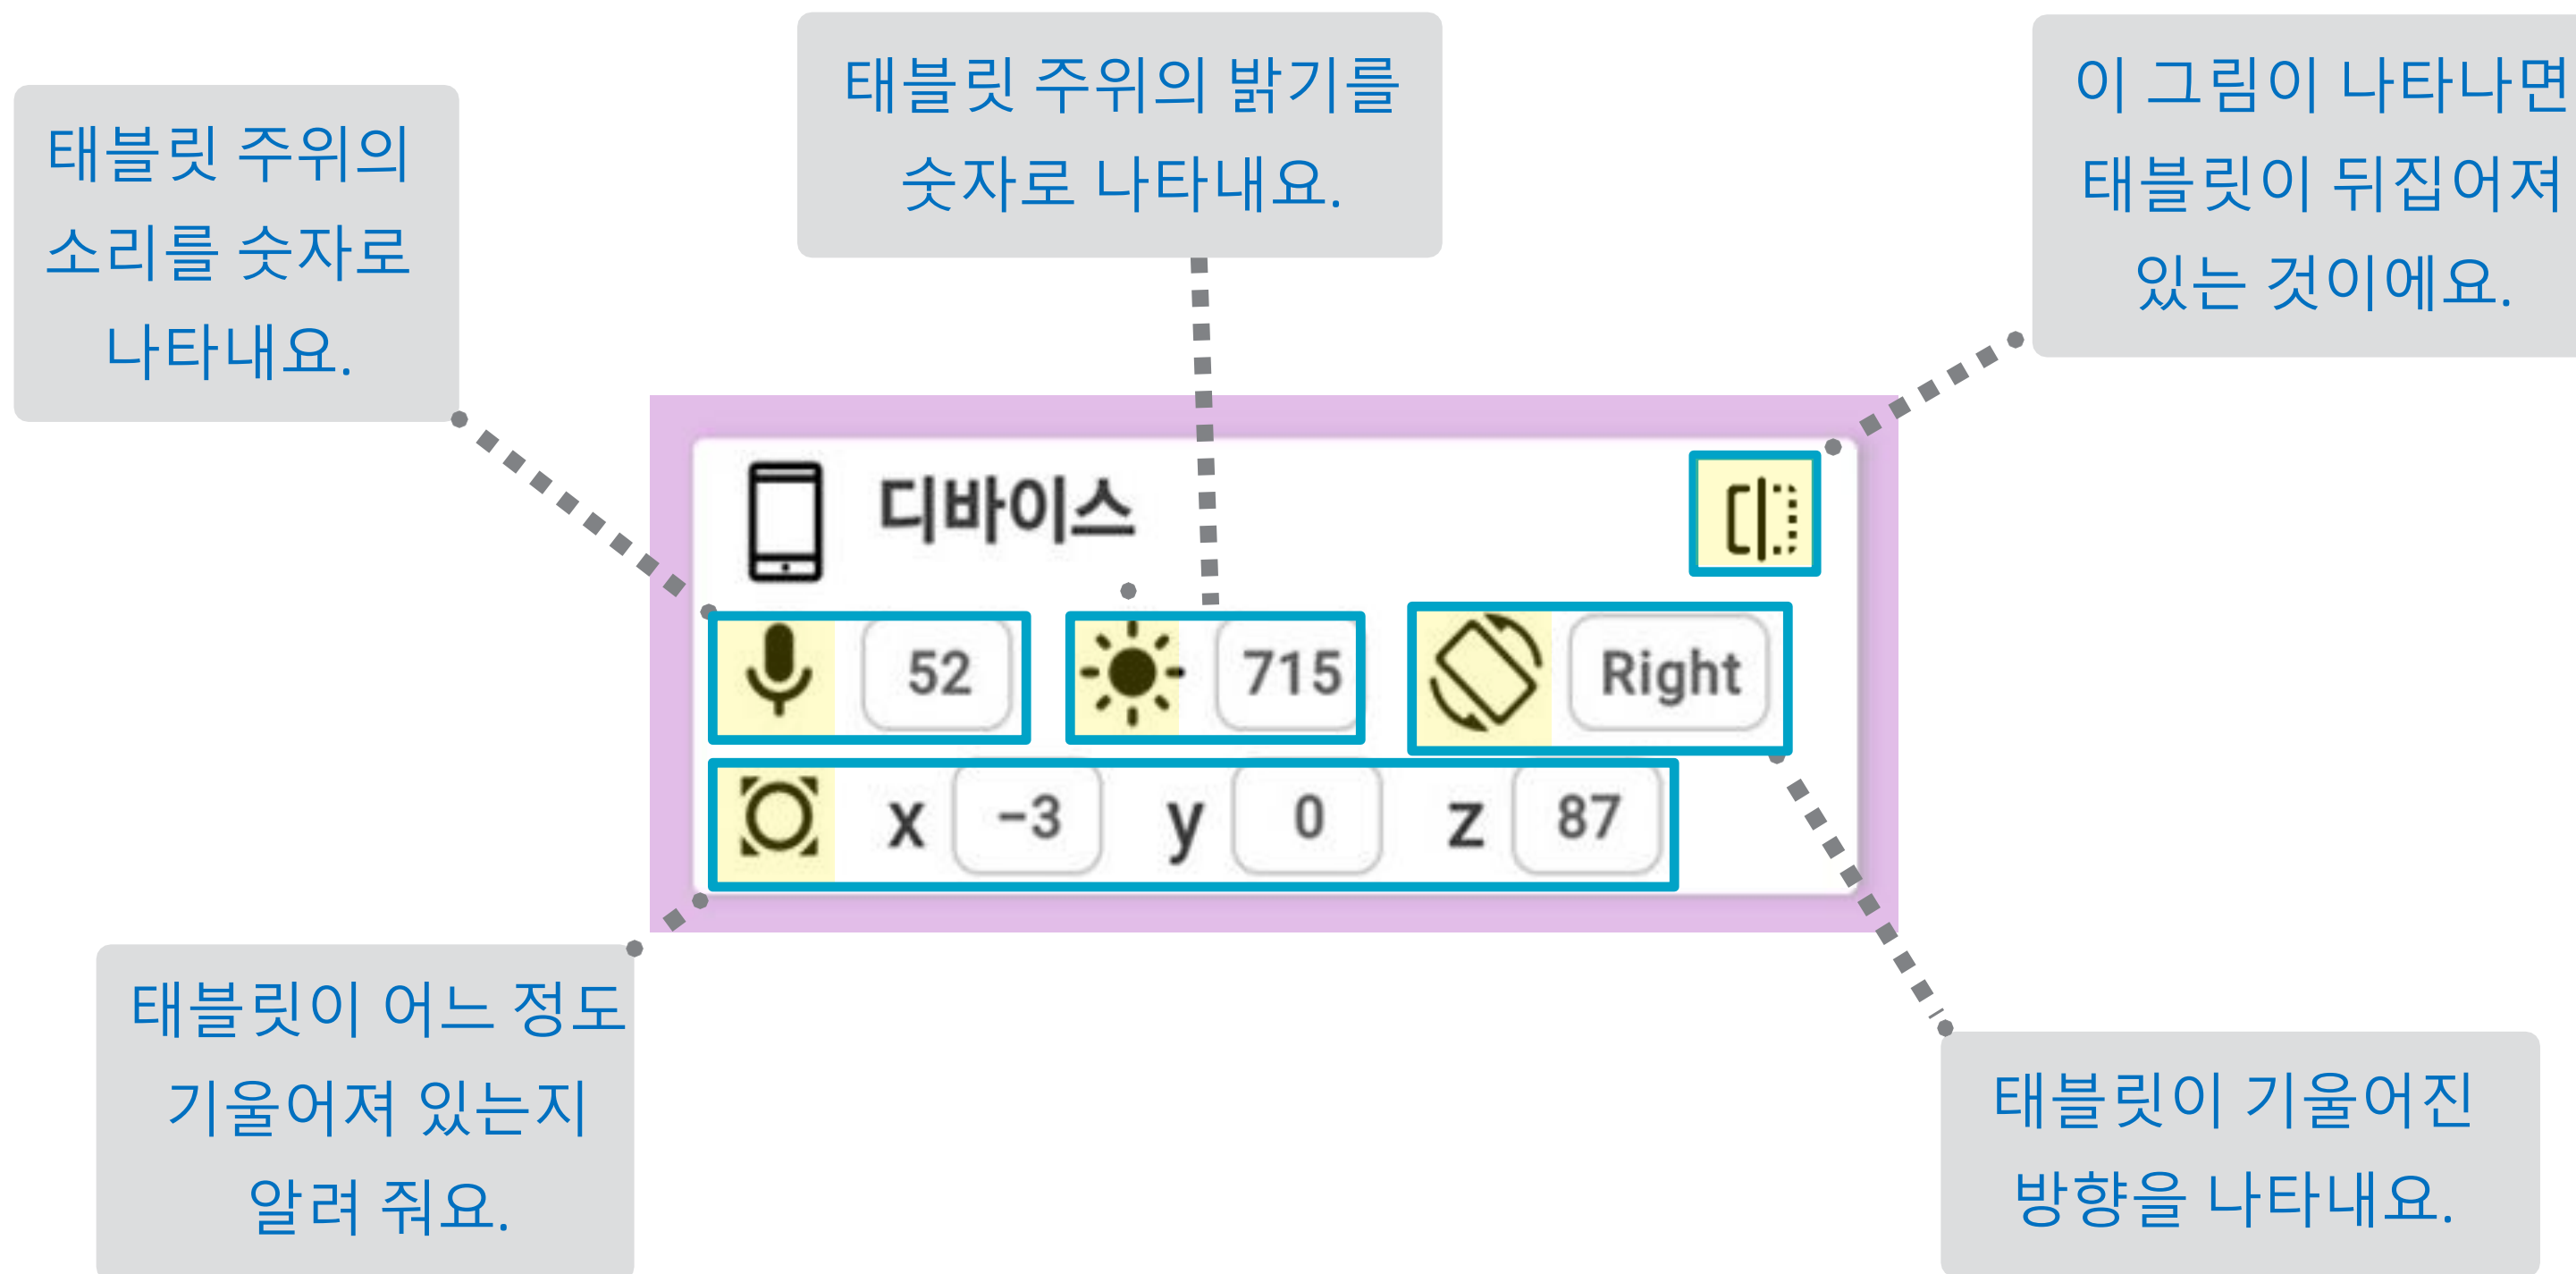 태블릿 주위의
소리를 숫자로
나타내요.
태블릿 주위의 밝기를
숫자로 나타내요.
이 그림이 나타나면
태블릿이 뒤집어져
있는 것이에요.
디바이스
52 715 Right
x -3 y 0 z 87
태블릿이 어느 정도
기울어져 있는지
알려 줘요.
태블릿이 기울어진
방향을 나타내요.